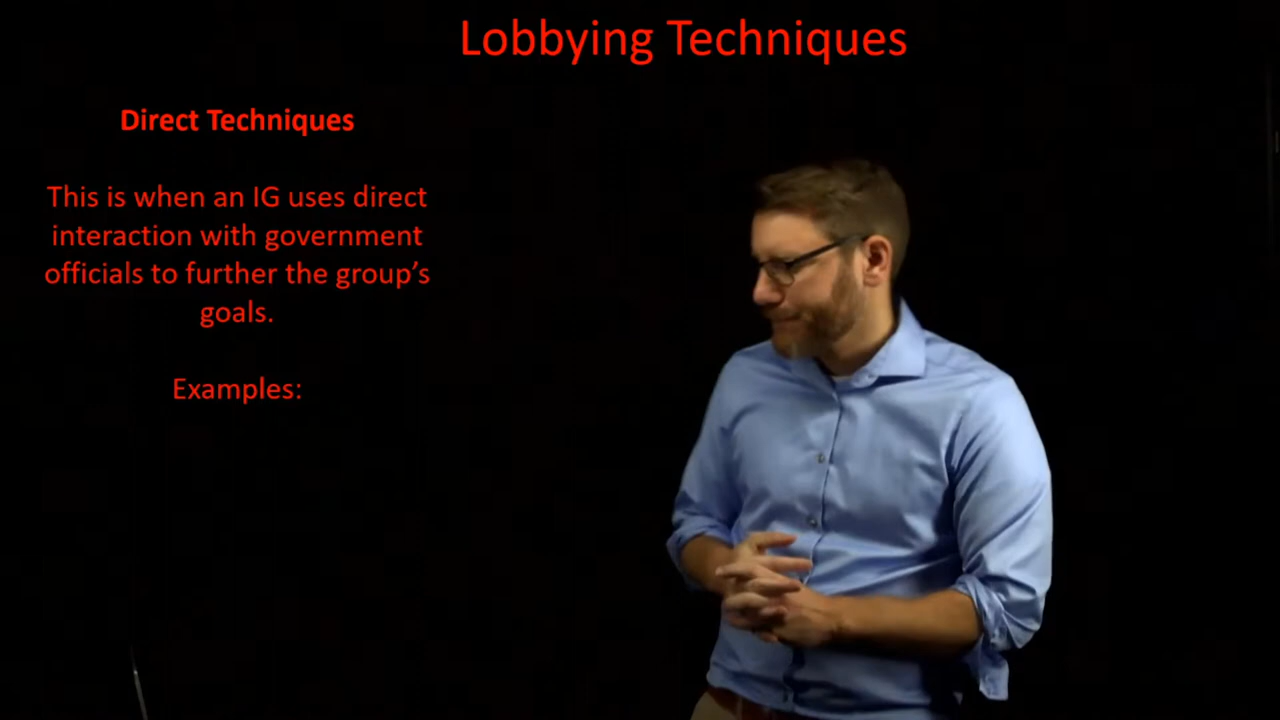 Lobbying Techniques
Direct Techniques
This is when an IG uses direct
interaction with government
officials to further the group’s
goals.
Examples: